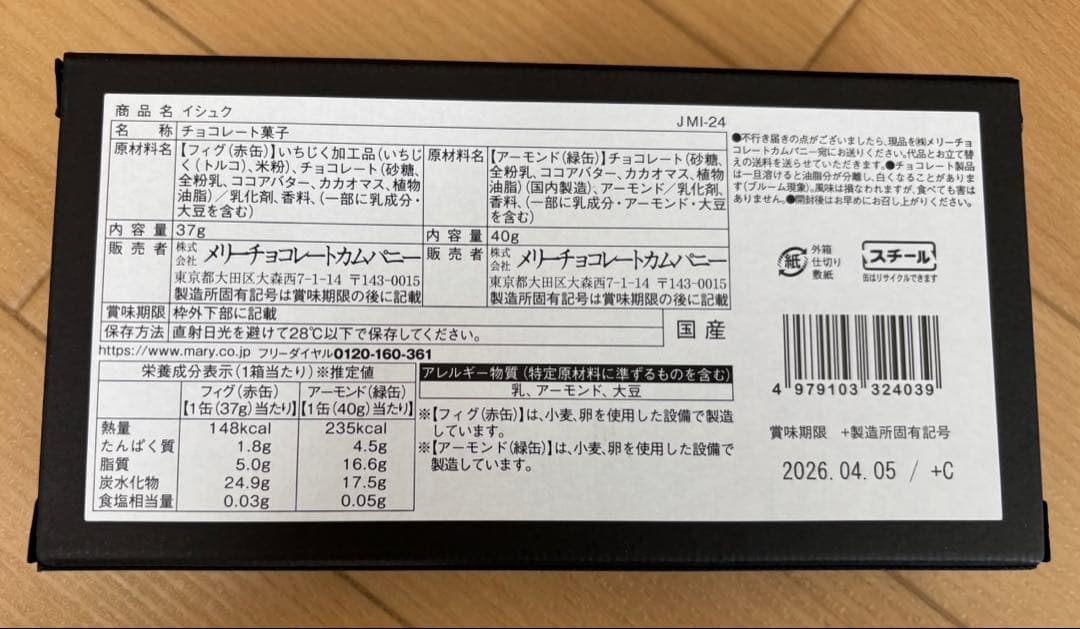 商品名 イシュク
JMI-24
名称 チョコレート菓子
原材料名 【フィグ(赤缶)】いちじく加工品(いちじ
く(トルコ)、米粉)、チョコレート(砂糖、
全粉乳、ココアバター、カカオマス、植物
油脂)/乳化剤、香料、(一部に乳成分・
大豆を含む)
内容量 37g
販売者 株式会社 メリーチョコレートカムパニー
東京都大田区大森西7-1-14 〒143-0015
製造所固有記号は賞味期限の後に記載
原材料名 【アーモンド(緑缶)】チョコレート(砂糖、
全粉乳、ココアバター、カカオマス、植物
油脂)(国内製造)、アーモンド/乳化剤、
香料、(一部に乳成分・アーモンド・大豆
を含む)
内容量 40g
販売者 株式会社 メリーチョコレートカムパニー
東京都大田区大森西7-1-14 〒143-0015
製造所固有記号は賞味期限の後に記載
賞味期限 枠外下部に記載
保存方法 直射日光を避けて28℃以下で保存してください。
国産
https://www.mary.co.jp フリーダイヤル0120-160-361
栄養成分表示(1箱当たり)※推定値
フィグ(赤缶) アーモンド(緑缶)
【1缶(37g)当たり】 【1缶(40g)当たり】
熱量 148kcal 235kcal
たんぱく質 1.8g 4.5g
脂質 5.0g 16.6g
炭水化物 24.9g 17.5g
食塩相当量 0.03g 0.05g
アレルギー物質(特定原材料に準ずるものを含む)
乳、アーモンド、大豆
※【フィグ(赤缶)】は、小麦、卵を使用した設備で製造
しています。
※【アーモンド(緑缶)】は、小麦、卵を使用した設備で
製造しています。
●不行き届きの点がございましたら、現品を㈱メリーチョ
コレートカムパニー宛にお送りください。代品とお立て替
えの送料を送らせていただきます。●チョコレート製品
は一旦溶けると油脂分が分離し、白くなることがありま
す(ブルーム現象)。風味は損なわれますが、食べても害は
ありません。●開封後はお早めにお召し上がりください。
紙 外箱
仕切り
敷紙
スチール
缶はリサイクルできます
4 979103 324039
賞味期限 +製造所固有記号
2026.04.05 / +C